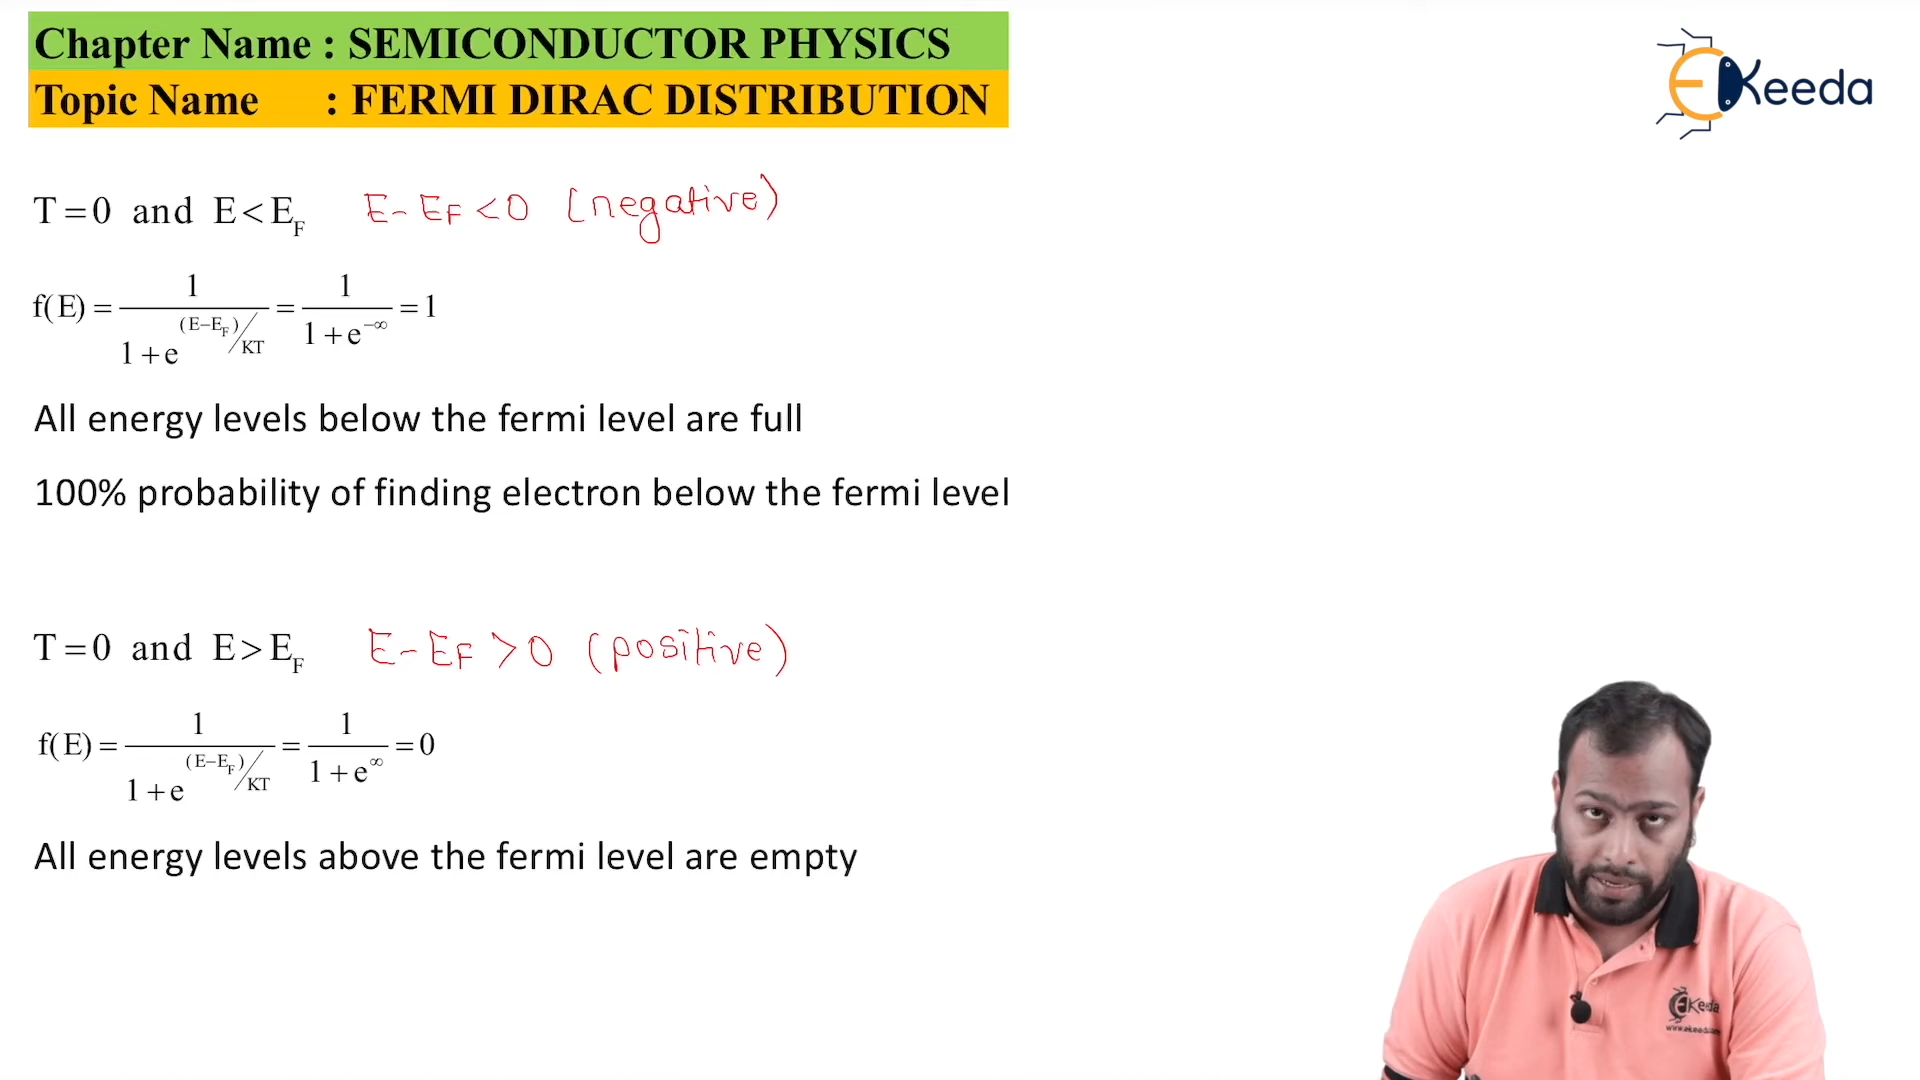 Chapter Name : SEMICONDUCTOR PHYSICS
Topic Name : FERMI DIRAC DISTRIBUTION
EKeeda
T=0 and E<E_F E-E_F<0 (negative)
f(E) = 1/(1+e^((E-E_F)/KT)) = 1/(1+e^-∞) = 1
All energy levels below the fermi level are full
100% probability of finding electron below the fermi level
T=0 and E>E_F E-E_F>0 (positive)
f(E) = 1/(1+e^((E-E_F)/KT)) = 1/(1+e^∞) = 0
All energy levels above the fermi level are empty
EKeeda